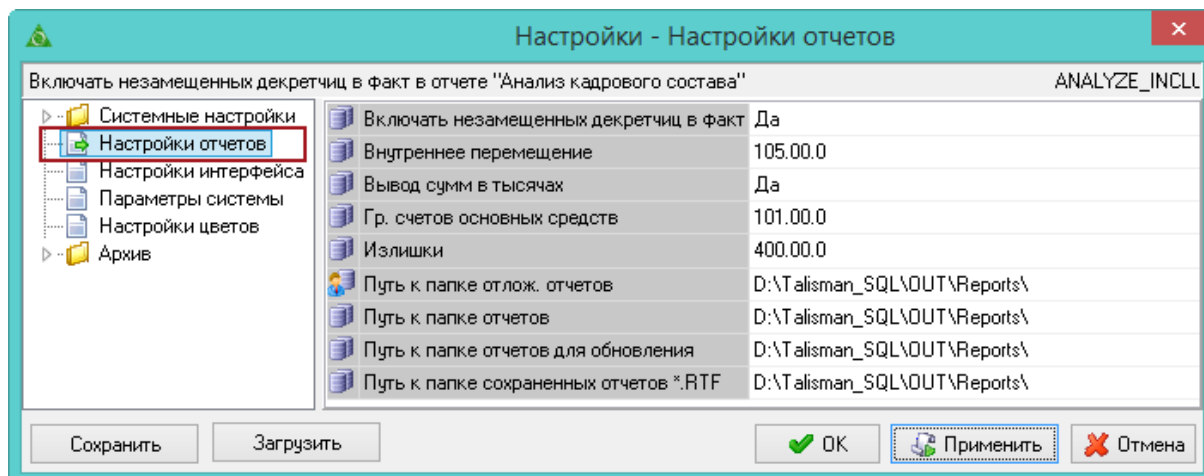 Настройки - Настройки отчетов
Включать незамещенных декретчиц в факт в отчете "Анализ кадрового состава" ANALYZE_INCLU
Системные настройки
Настройки отчетов
Настройки интерфейса
Параметры системы
Настройки цветов
Архив
Включать незамещенных декретчиц в факт Да
Внутреннее перемещение 105.00.0
Вывод сумм в тысячах Да
Гр. счетов основных средств 101.00.0
Излишки 400.00.0
Путь к папке отлож. отчетов D:\Talisman_SQL\OUT\Reports\
Путь к папке отчетов D:\Talisman_SQL\OUT\Reports\
Путь к папке отчетов для обновления D:\Talisman_SQL\OUT\Reports\
Путь к папке сохраненных отчетов *.RTF D:\Talisman_SQL\OUT\Reports\
Сохранить Загрузить OK Применить Отмена